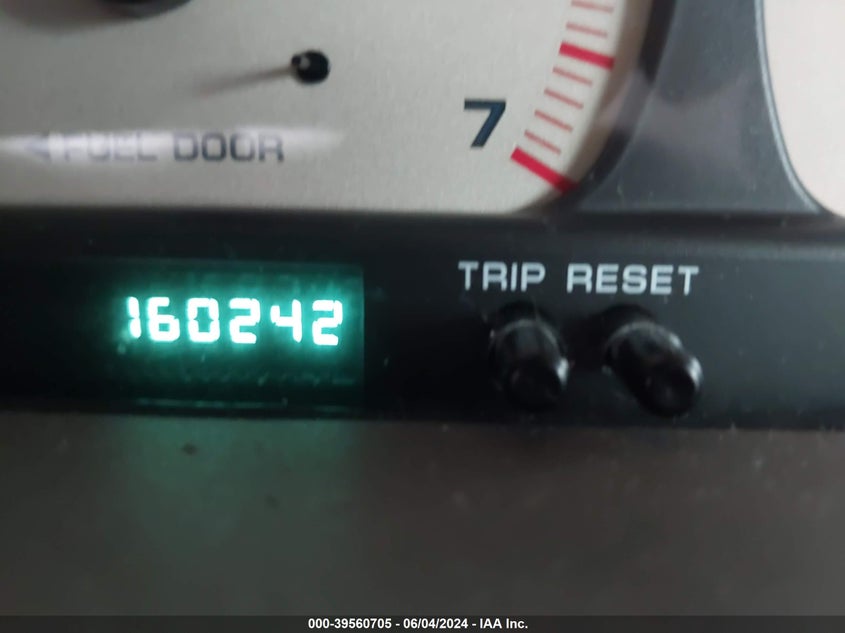 7
◄ FUEL DOOR
TRIP RESET
160242
000-39560705 - 06/04/2024 - IAA Inc.